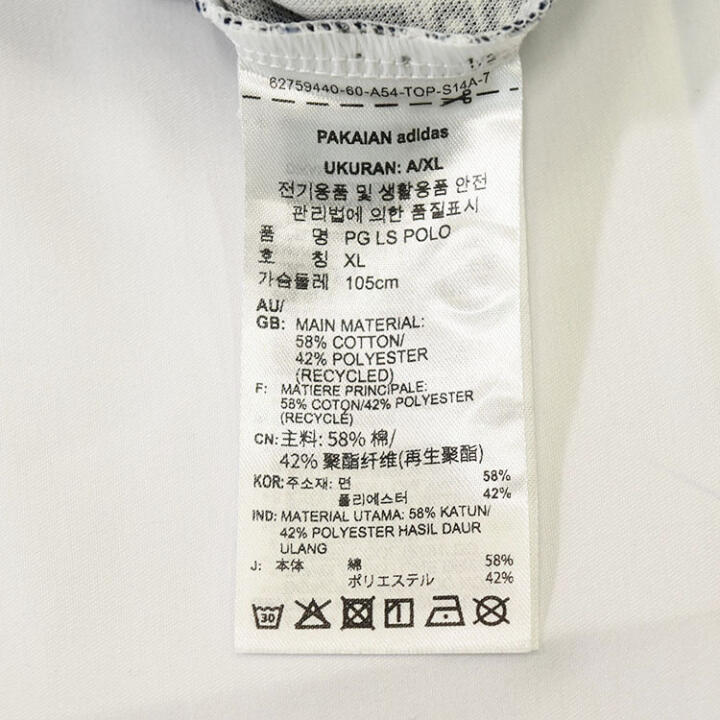 62759440-60-A54-TOP-S14A-7
PAKAIAN adidas
UKURAN: A/XL
전기용품 및 생활용품 안전
관리법에 의한 품질표시
품 명 PG LS POLO
호 칭 XL
가슴둘레 105cm
AU/
GB: MAIN MATERIAL:
58% COTTON/
42% POLYESTER
(RECYCLED)
F: MATIERE PRINCIPALE:
58% COTON/42% POLYESTER
(RECYCLÉ)
CN: 主料: 58% 棉/
42% 聚酯纤维(再生聚酯)
KOR: 주소재: 면 58%
폴리에스터 42%
IND: MATERIAL UTAMA: 58% KATUN/
42% POLYESTER HASIL DAUR
ULANG
J: 本体 綿 58%
ポリエステル 42%
30